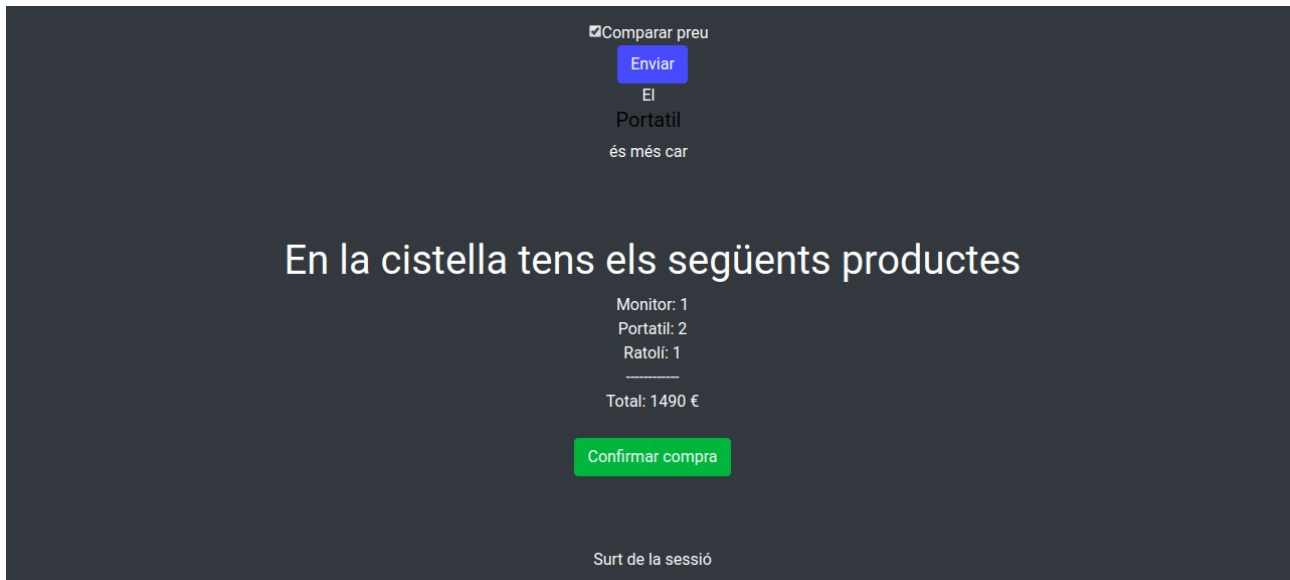 Comparar preu
Enviar
El
Portatil
és més car
En la cistella tens els següents productes
Monitor: 1
Portatil: 2
Ratolí: 1
------------
Total: 1490 €
Confirmar compra
Surt de la sessió